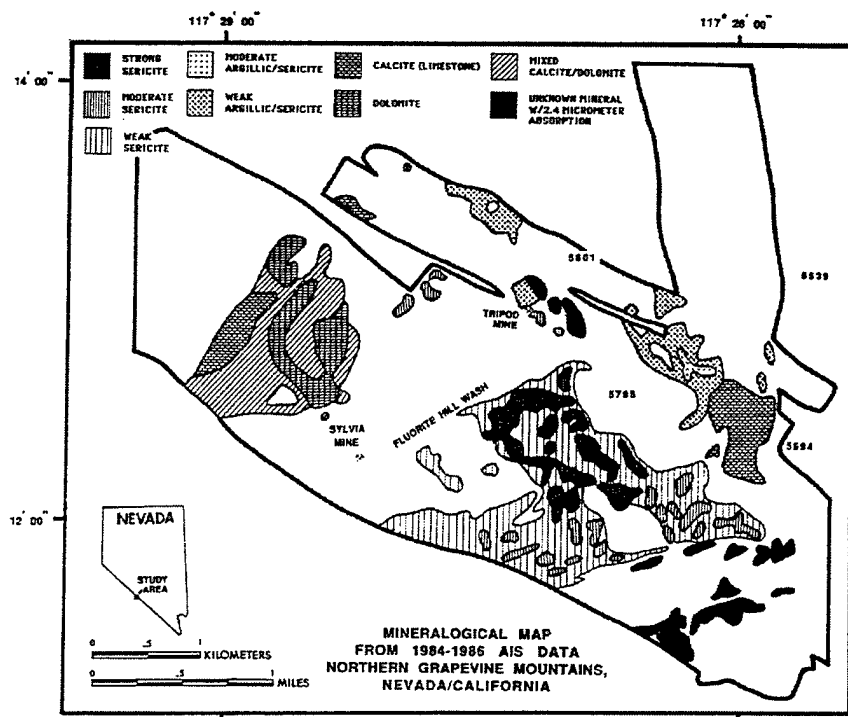 117° 29' 00"
117° 26' 00"
14' 00"
STRONG
SERICITE
MODERATE
ARGILLIC/SERICITE
CALCITE (LIMESTONE)
MIXED
CALCITE/DOLOMITE
MODERATE
SERICITE
WEAK
ARGILLIC/SERICITE
DOLOMITE
UNKNOWN MINERAL
W/2.4 MICROMETER
ABSORPTION
WEAK
SERICITE
5601
5539
TRIPOD
MINE
5795
FLUORITE HILL WASH
SYLVIA
MINE
5594
12' 00"
NEVADA
STUDY
AREA
0 .5 1
KILOMETERS
0 .5 1
MILES
MINERALOGICAL MAP
FROM 1984-1986 AIS DATA
NORTHERN GRAPEVINE MOUNTAINS,
NEVADA/CALIFORNIA